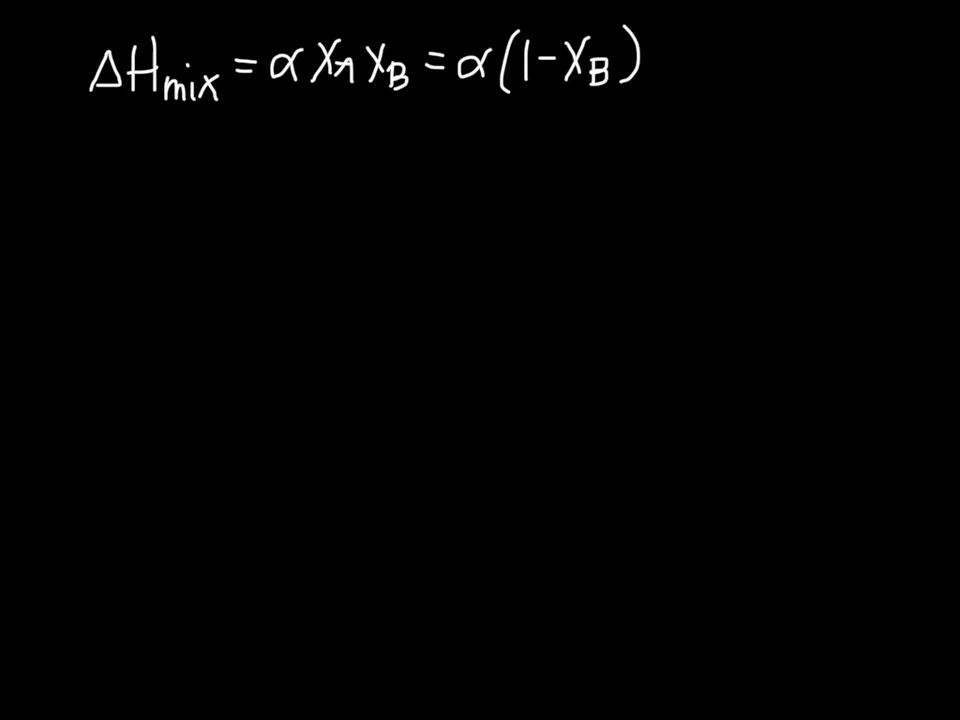 ΔH_mix = α X_A X_B = α(1 - X_B)